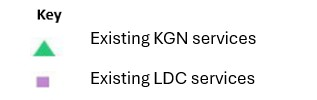 Key
Existing KGN services
Existing LDC services